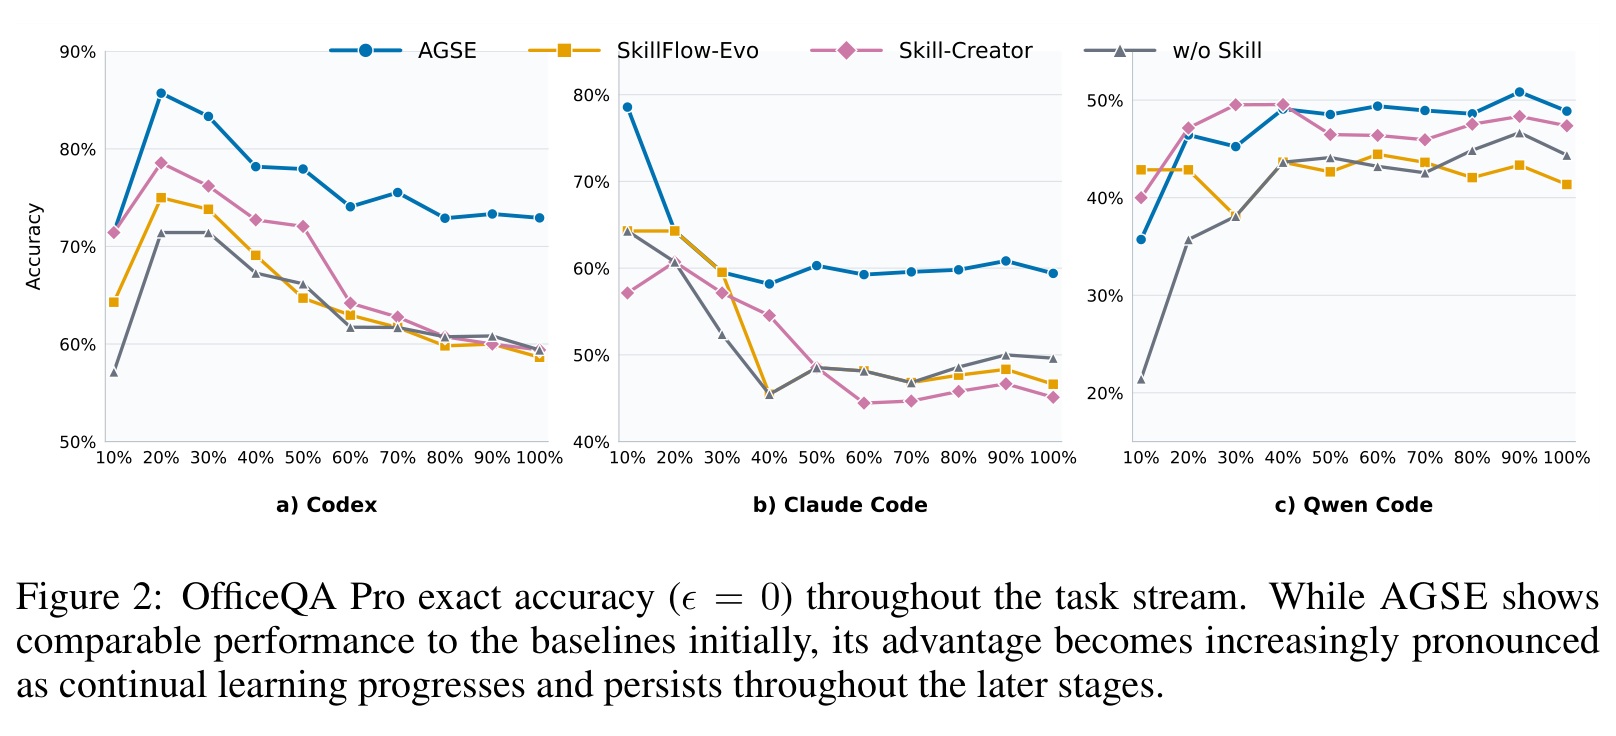 AGSE SkillFlow-Evo Skill-Creator w/o Skill
Accuracy
90%
80%
70%
60%
50%
10% 20% 30% 40% 50% 60% 70% 80% 90% 100%
a) Codex
80%
70%
60%
50%
40%
10% 20% 30% 40% 50% 60% 70% 80% 90% 100%
b) Claude Code
50%
40%
30%
20%
10% 20% 30% 40% 50% 60% 70% 80% 90% 100%
c) Qwen Code
Figure 2: OfficeQA Pro exact accuracy (ϵ = 0) throughout the task stream. While AGSE shows
comparable performance to the baselines initially, its advantage becomes increasingly pronounced
as continual learning progresses and persists throughout the later stages.